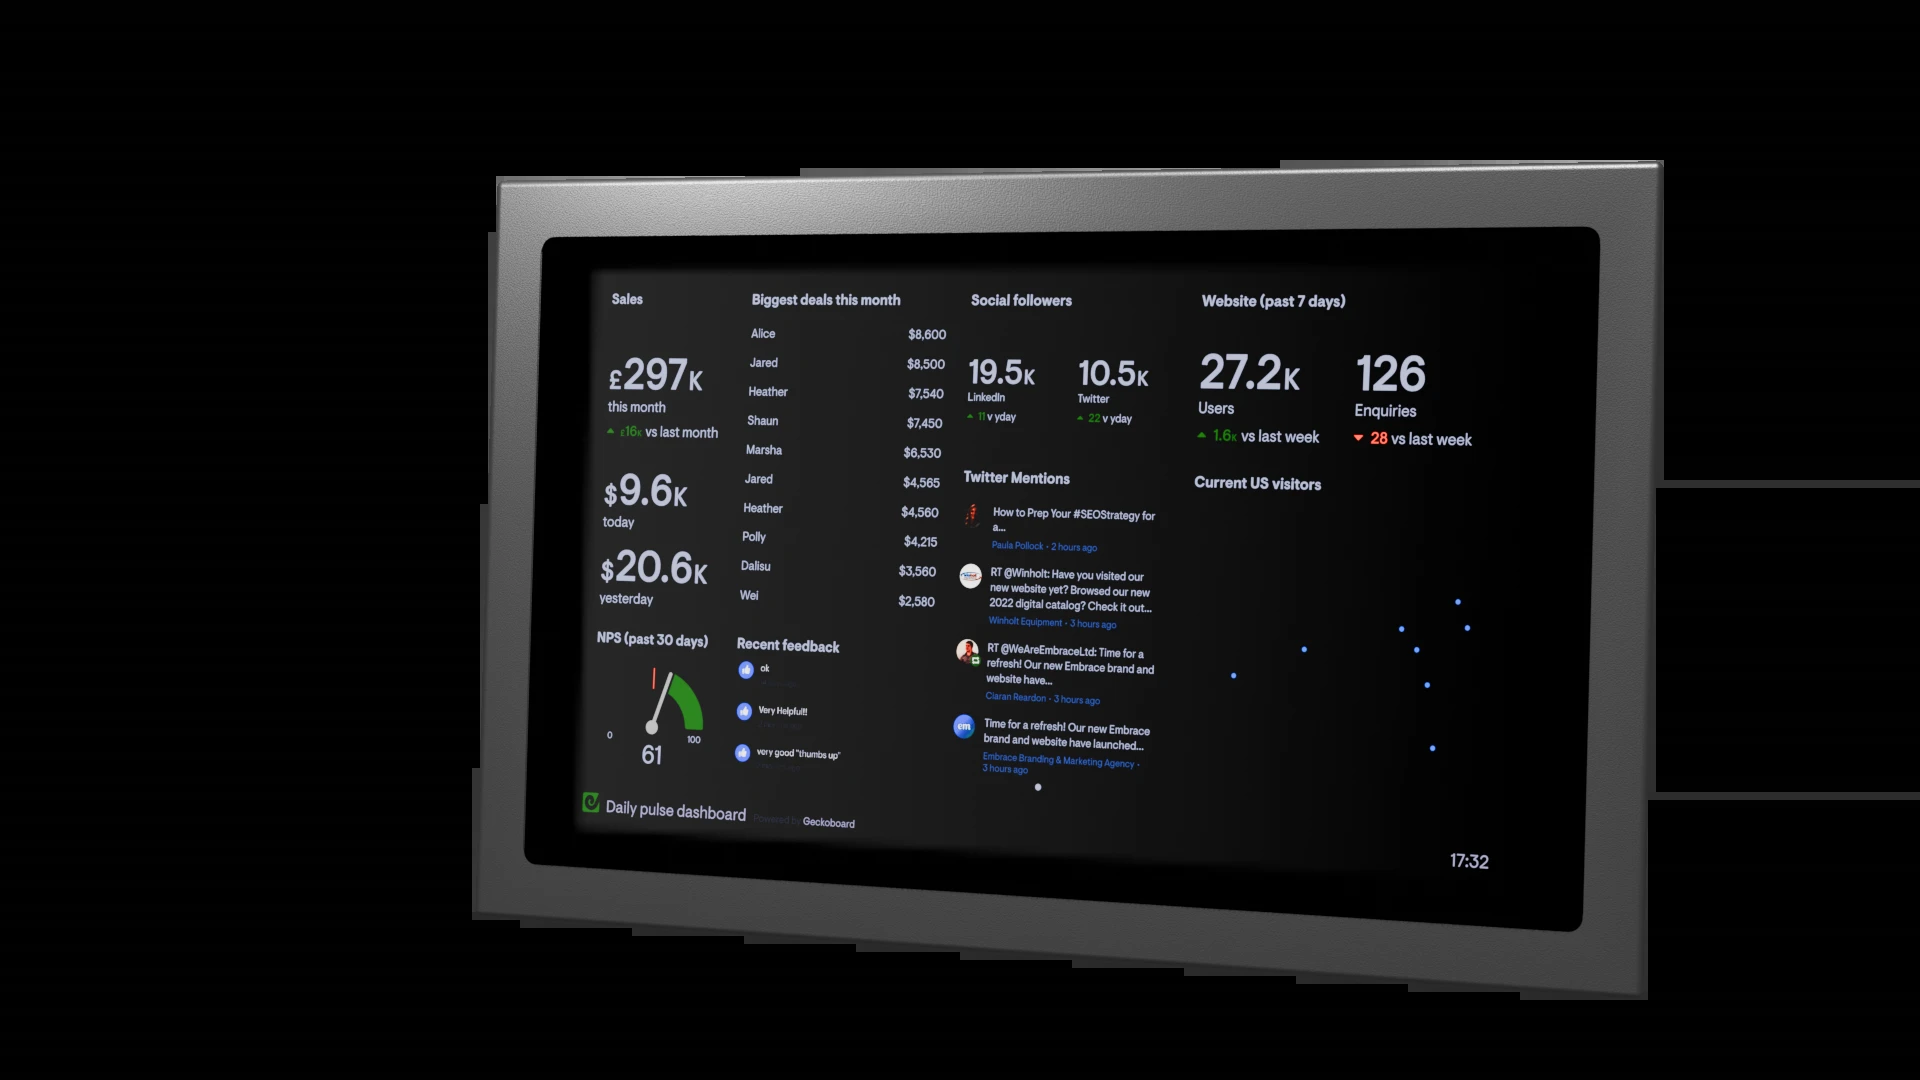 Sales
£297K
this month
£16K vs last month
$9.6K
today
$20.6K
yesterday
NPS (past 30 days)
0
100
61
Biggest deals this month
Alice $8,600
Jared $8,500
Heather $7,540
Shaun $7,450
Marsha $6,530
Jared $4,565
Heather $4,560
Polly $4,215
Dalisu $3,560
Wei $2,580
Recent feedback
ok
Very Helpful!!
very good "thumbs up"
Social followers
19.5K
LinkedIn
11 v yday
10.5K
Twitter
22 v yday
Twitter Mentions
How to Prep Your #SEOStrategy for
a...
Paula Pollock • 2 hours ago
RT @Winholt: Have you visited our
new website yet? Browsed our new
2022 digital catalog? Check it out...
Winholt Equipment • 3 hours ago
RT @WeAreEmbraceLtd: Time for a
refresh! Our new Embrace brand and
website have...
Ciaran Reardon • 3 hours ago
em
Time for a refresh! Our new Embrace
brand and website have launched...
Embrace Branding & Marketing Agency •
3 hours ago
Website (past 7 days)
27.2K
Users
1.6K vs last week
126
Enquiries
28 vs last week
Current US visitors
Daily pulse dashboard
Powered by Geckoboard
17:32